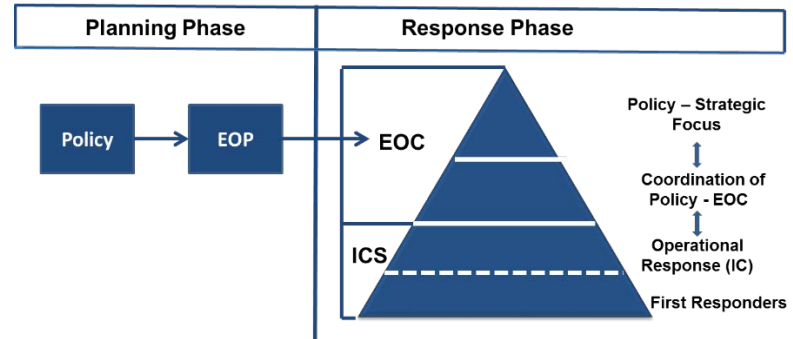 Planning Phase
Response Phase
Policy
EOP
EOC
ICS
Policy – Strategic
Focus
Coordination of
Policy - EOC
Operational
Response (IC)
First Responders